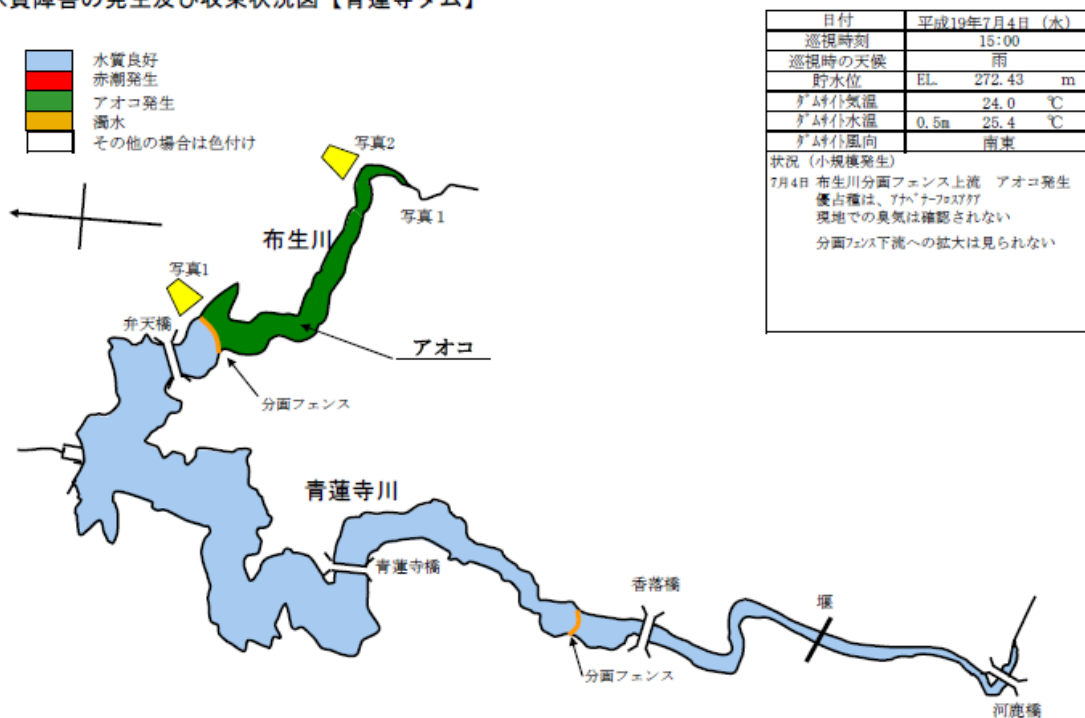 水質障害の発生及び収束状況図【青蓮寺ダム】
水質良好
赤潮発生
アオコ発生
濁水
その他の場合は色付け
日付 平成19年7月4日（水）
巡視時刻 15:00
巡視時の天候 雨
貯水位 EL. 272.43 m
ﾀﾞﾑｻｲﾄ気温 24.0 ℃
ﾀﾞﾑｻｲﾄ水温 0.5m 25.4 ℃
ﾀﾞﾑｻｲﾄ風向 南東
状況（小規模発生）
7月4日 布生川分画フェンス上流 アオコ発生
優占種は、ｱﾅﾍﾞﾅｰﾌﾛｽｱｸｱ
現地での臭気は確認されない
分画ﾌｪﾝｽ下流への拡大は見られない
写真2
写真1
布生川
写真1
弁天橋
アオコ
分画フェンス
青蓮寺川
青蓮寺橋
香落橋
堰
分画フェンス
河鹿橋